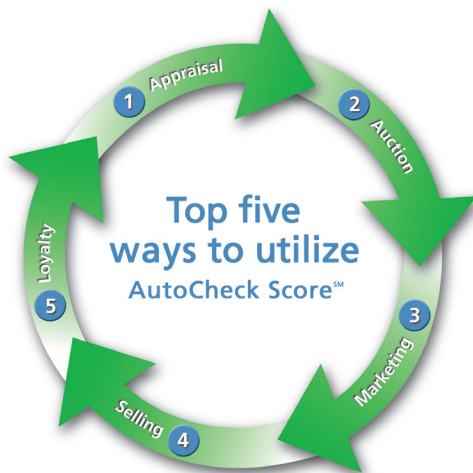 Top five
ways to utilize
AutoCheck Score℠
1 Appraisal
2 Auction
3 Marketing
4 Selling
5 Loyalty